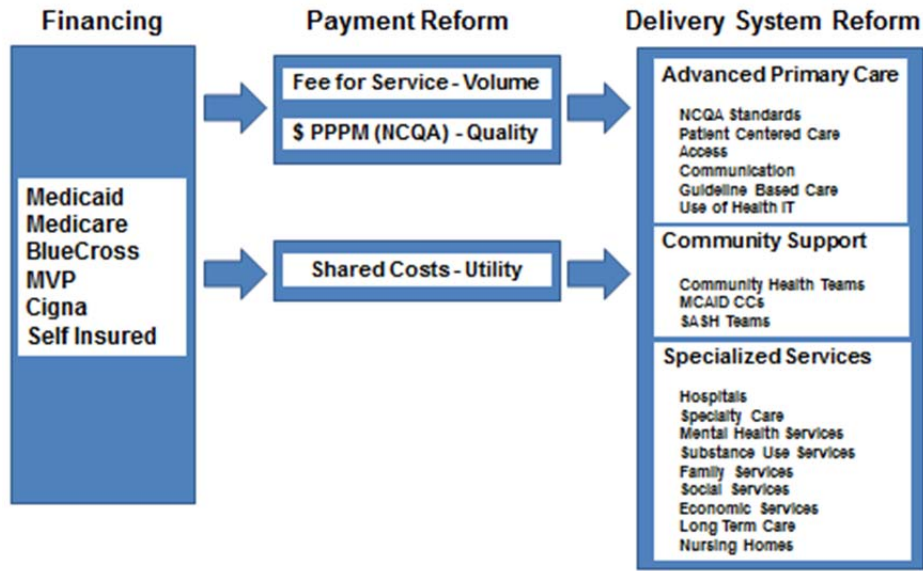 Financing
Payment Reform
Delivery System Reform
Medicaid
Medicare
BlueCross
MVP
Cigna
Self Insured
Fee for Service - Volume
$ PPPM (NCQA) - Quality
Shared Costs - Utility
Advanced Primary Care
NCQA Standards
Patient Centered Care
Access
Communication
Guideline Based Care
Use of Health IT
Community Support
Community Health Teams
MCAID CCs
SASH Teams
Specialized Services
Hospitals
Specialty Care
Mental Health Services
Substance Use Services
Family Services
Social Services
Economic Services
Long Term Care
Nursing Homes